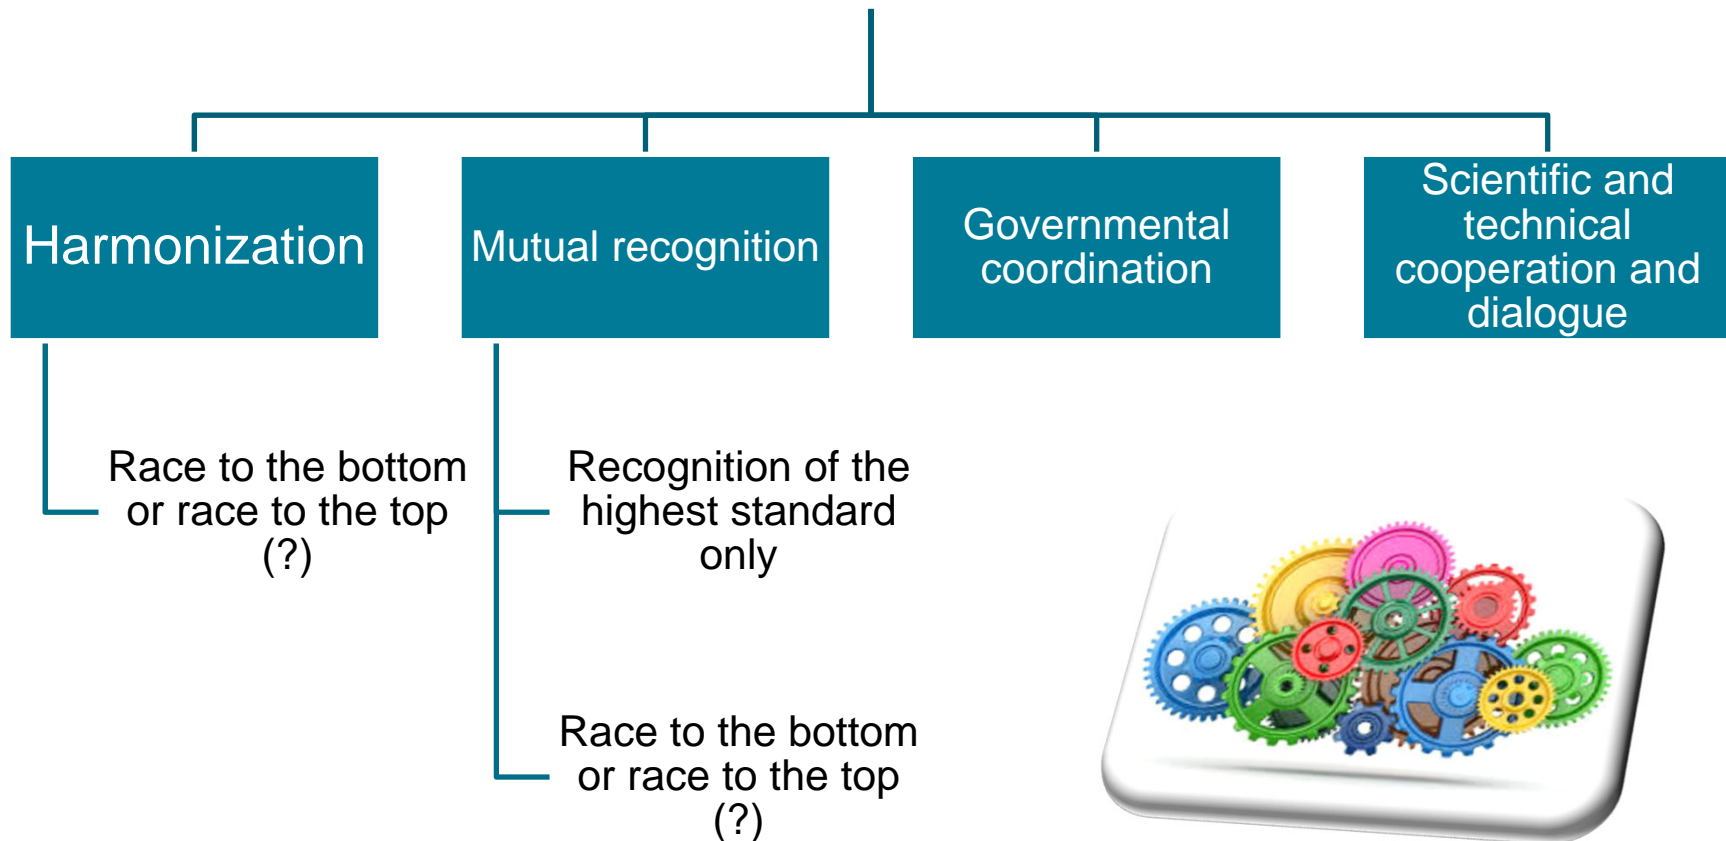 Harmonization
Mutual recognition
Governmental
coordination
Scientific and
technical
cooperation and
dialogue
Race to the bottom
or race to the top
(?)
Recognition of the
highest standard
only
Race to the bottom
or race to the top
(?)